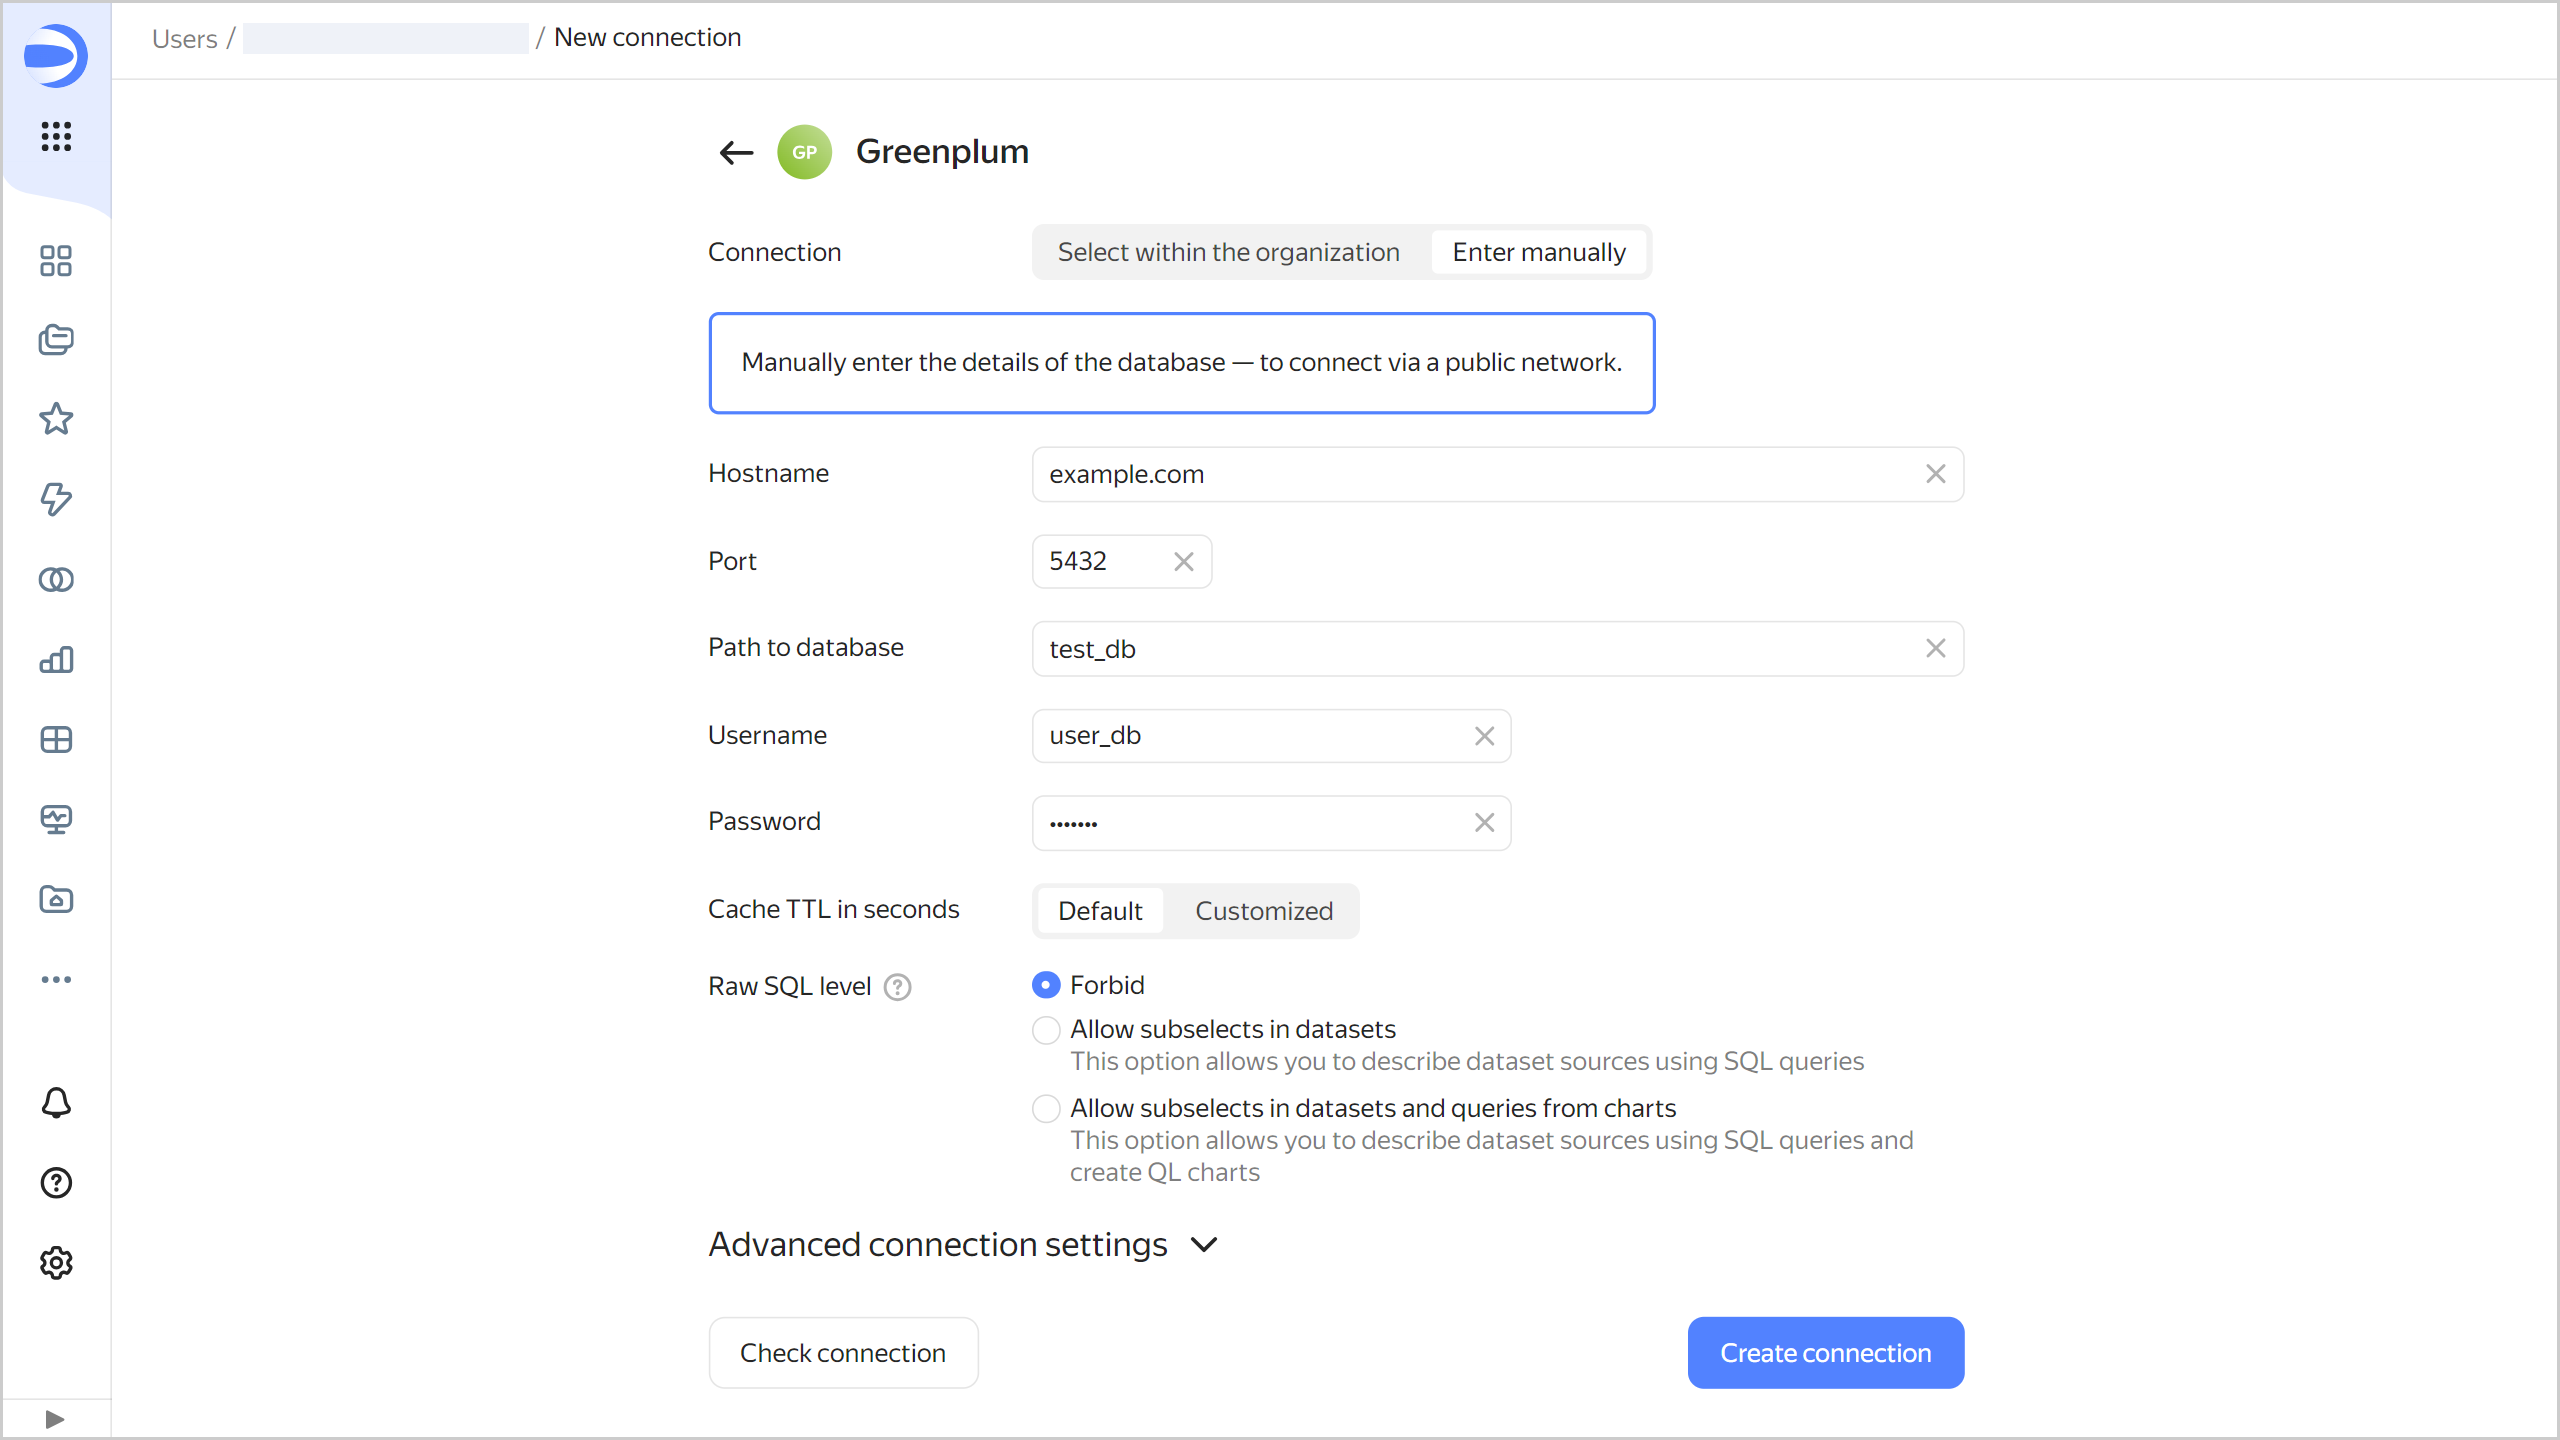 Users / / New connection
GP Greenplum
Connection Select within the organization Enter manually
Manually enter the details of the database — to connect via a public network.
Hostname example.com
Port 5432
Path to database test_db
Username user_db
Password •••••••
Cache TTL in seconds Default Customized
Raw SQL level ? Forbid
Allow subselects in datasets
This option allows you to describe dataset sources using SQL queries
Allow subselects in datasets and queries from charts
This option allows you to describe dataset sources using SQL queries and
create QL charts
Advanced connection settings
Check connection Create connection